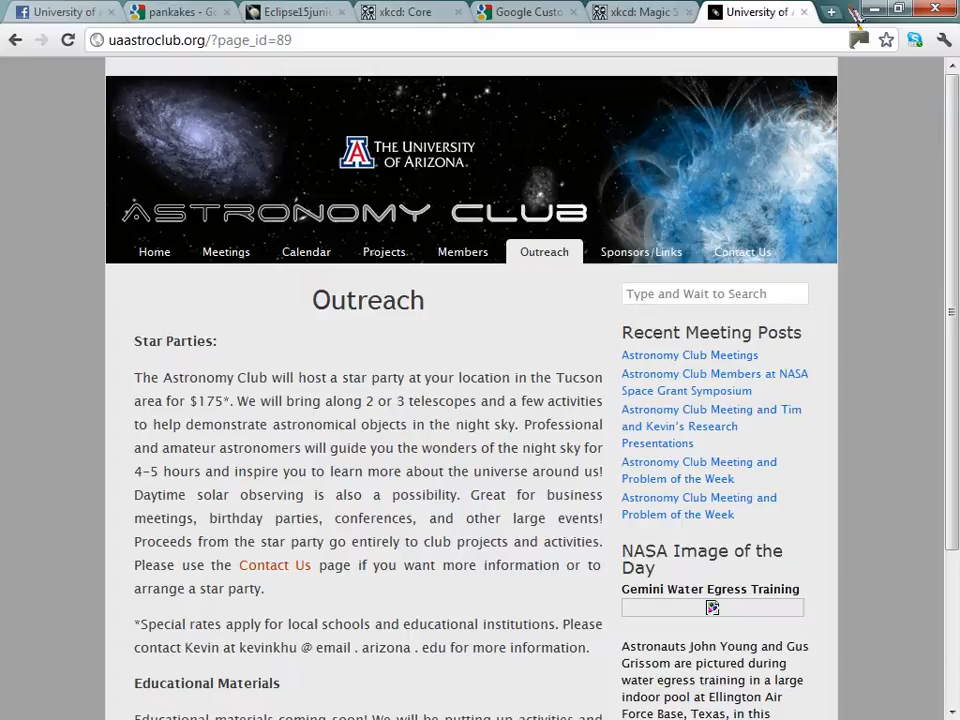 University of
pankakes - G
Eclipse15juni
xkcd: Core
Google Custo
xkcd: Magic S
University of
uaastroclub.org/?page_id=89
THE UNIVERSITY
OF ARIZONA.
ASTRONOMY CLUB
Home Meetings Calendar Projects Members Outreach Sponsors/Links Contact Us
Outreach
Star Parties:
The Astronomy Club will host a star party at your location in the Tucson
area for $175*. We will bring along 2 or 3 telescopes and a few activities
to help demonstrate astronomical objects in the night sky. Professional
and amateur astronomers will guide you the wonders of the night sky for
4-5 hours and inspire you to learn more about the universe around us!
Daytime solar observing is also a possibility. Great for business
meetings, birthday parties, conferences, and other large events!
Proceeds from the star party go entirely to club projects and activities.
Please use the Contact Us page if you want more information or to
arrange a star party.
*Special rates apply for local schools and educational institutions. Please
contact Kevin at kevinkhu @ email . arizona . edu for more information.
Educational Materials
Educational materials coming soon! We will be putting up activities and
Type and Wait to Search
Recent Meeting Posts
Astronomy Club Meetings
Astronomy Club Members at NASA
Space Grant Symposium
Astronomy Club Meeting and Tim
and Kevin's Research
Presentations
Astronomy Club Meeting and
Problem of the Week
Astronomy Club Meeting and
Problem of the Week
NASA Image of the
Day
Gemini Water Egress Training
Astronauts John Young and Gus
Grissom are pictured during
water egress training in a large
indoor pool at Ellington Air
Force Base, Texas, in this